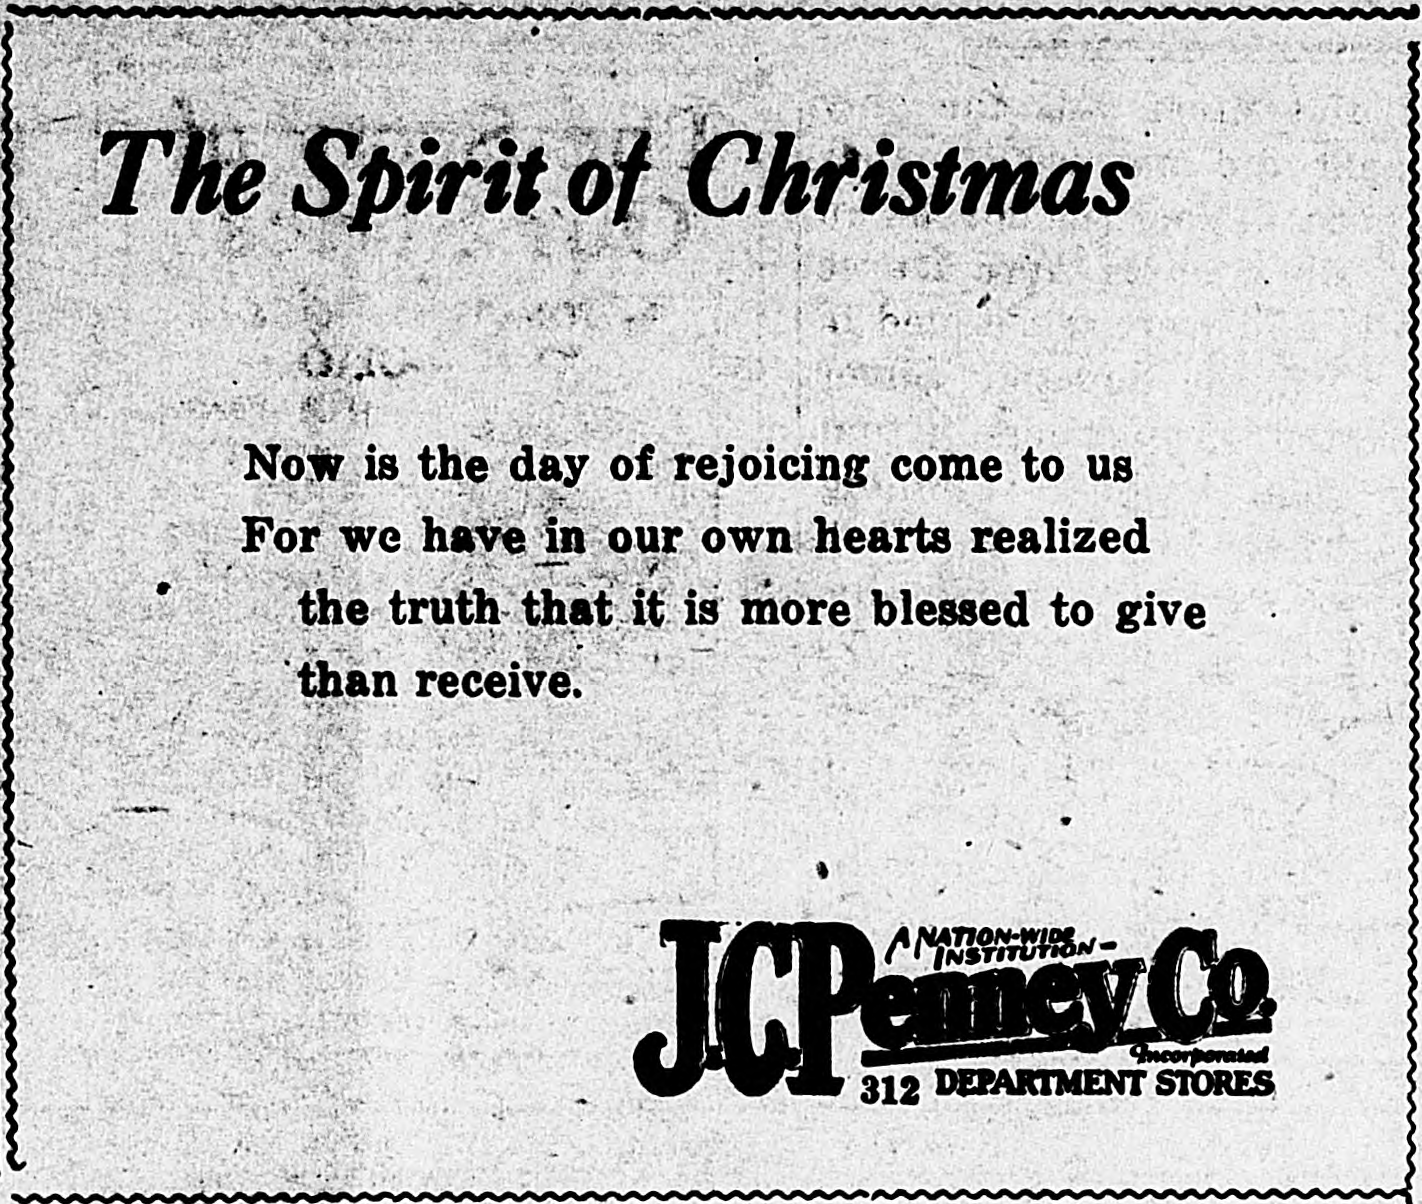 The Spirit of Christmas
Now is the day of rejoicing come to us
For we have in our own hearts realized
the truth that it is more blessed to give
than receive.
A NATION-WIDE
INSTITUTION-
J.C.Penney Co.
Incorporated
312 DEPARTMENT STORES